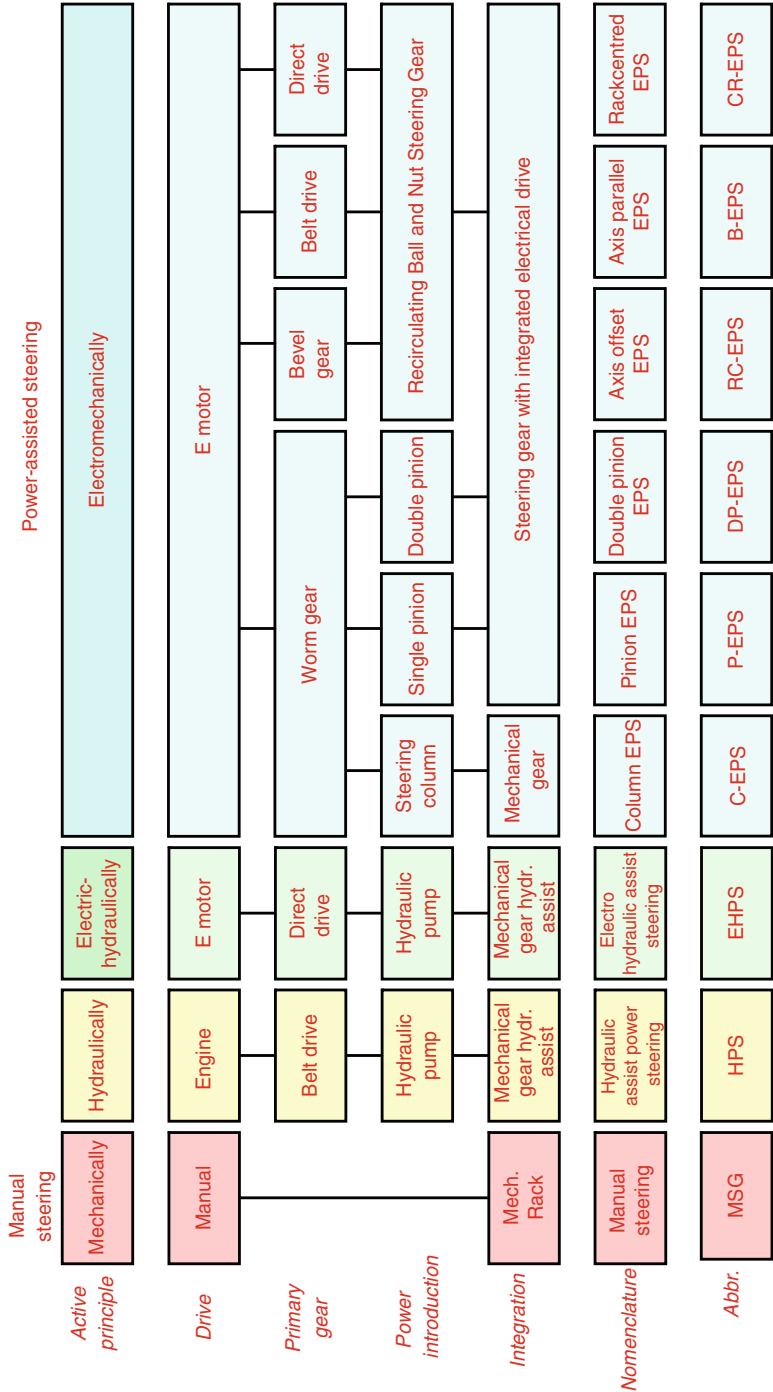 Manual
steering
Power-assisted steering
Active
principle
Mechanically
Hydraulically
Electric-
hydraulically
Electromechanically
Drive
Manual
Engine
E motor
E motor
Primary
gear
Belt drive
Direct
drive
Worm gear
Bevel
gear
Belt drive
Direct
drive
Power
introduction
Hydraulic
pump
Hydraulic
pump
Steering
column
Single pinion
Double pinion
Recirculating Ball and Nut Steering Gear
Integration
Mech.
Rack
Mechanical
gear hydr.
assist
Mechanical
gear hydr.
assist
Mechanical
gear
Steering gear with integrated electrical drive
Nomenclature
Manual
steering
Hydraulic
assist power
steering
Electro
hydraulic assist
steering
Column EPS
Pinion EPS
Double pinion
EPS
Axis offset
EPS
Axis parallel
EPS
Rackcentred
EPS
Abbr.
MSG
HPS
EHPS
C-EPS
P-EPS
DP-EPS
RC-EPS
B-EPS
CR-EPS